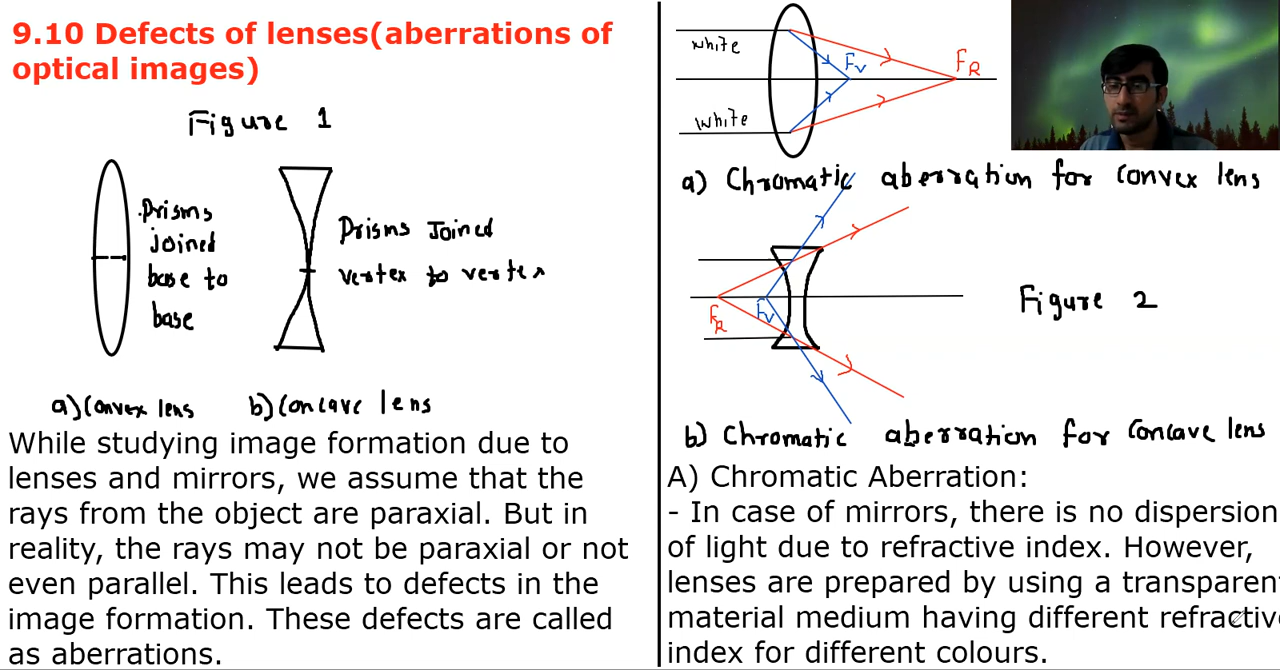 9.10 Defects of lenses(aberrations of
optical images)
Figure 1
Prisms
joined
base to
base
Prisms Joined
vertex to vertex
a) Convex lens
b) Concave lens
While studying image formation due to
lenses and mirrors, we assume that the
rays from the object are paraxial. But in
reality, the rays may not be paraxial or not
even parallel. This leads to defects in the
image formation. These defects are called
as aberrations.
white
white
FV
FR
a) Chromatic aberration for convex lens
FR
FV
Figure 2
b) Chromatic aberration for concave lens
A) Chromatic Aberration:
- In case of mirrors, there is no dispersion
of light due to refractive index. However,
lenses are prepared by using a transparent
material medium having different refractive
index for different colours.